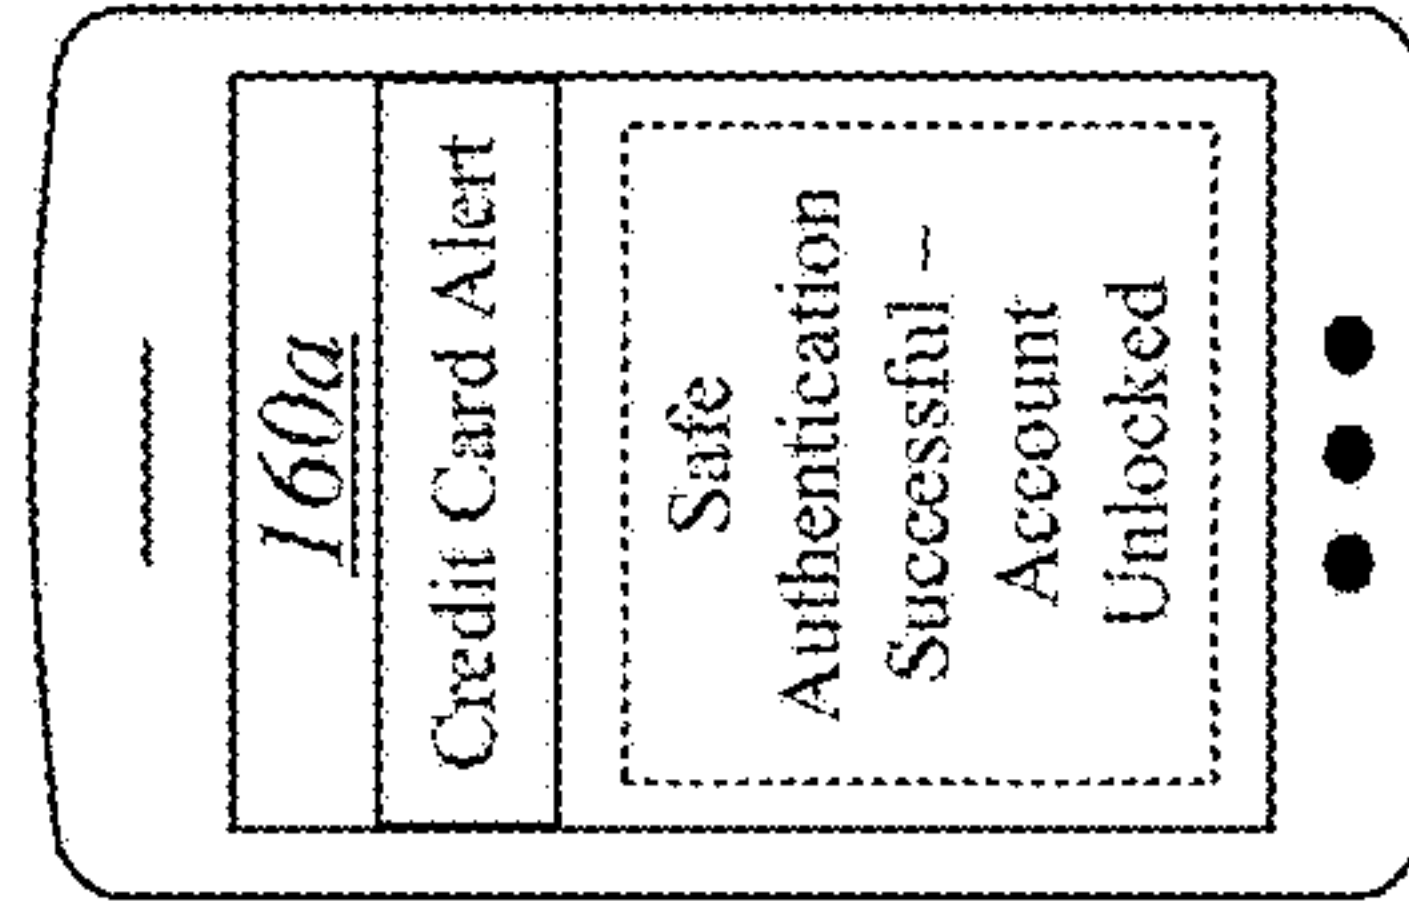 160a
Credit Card Alert
Safe
Authentication
Successful –
Account
Unlocked